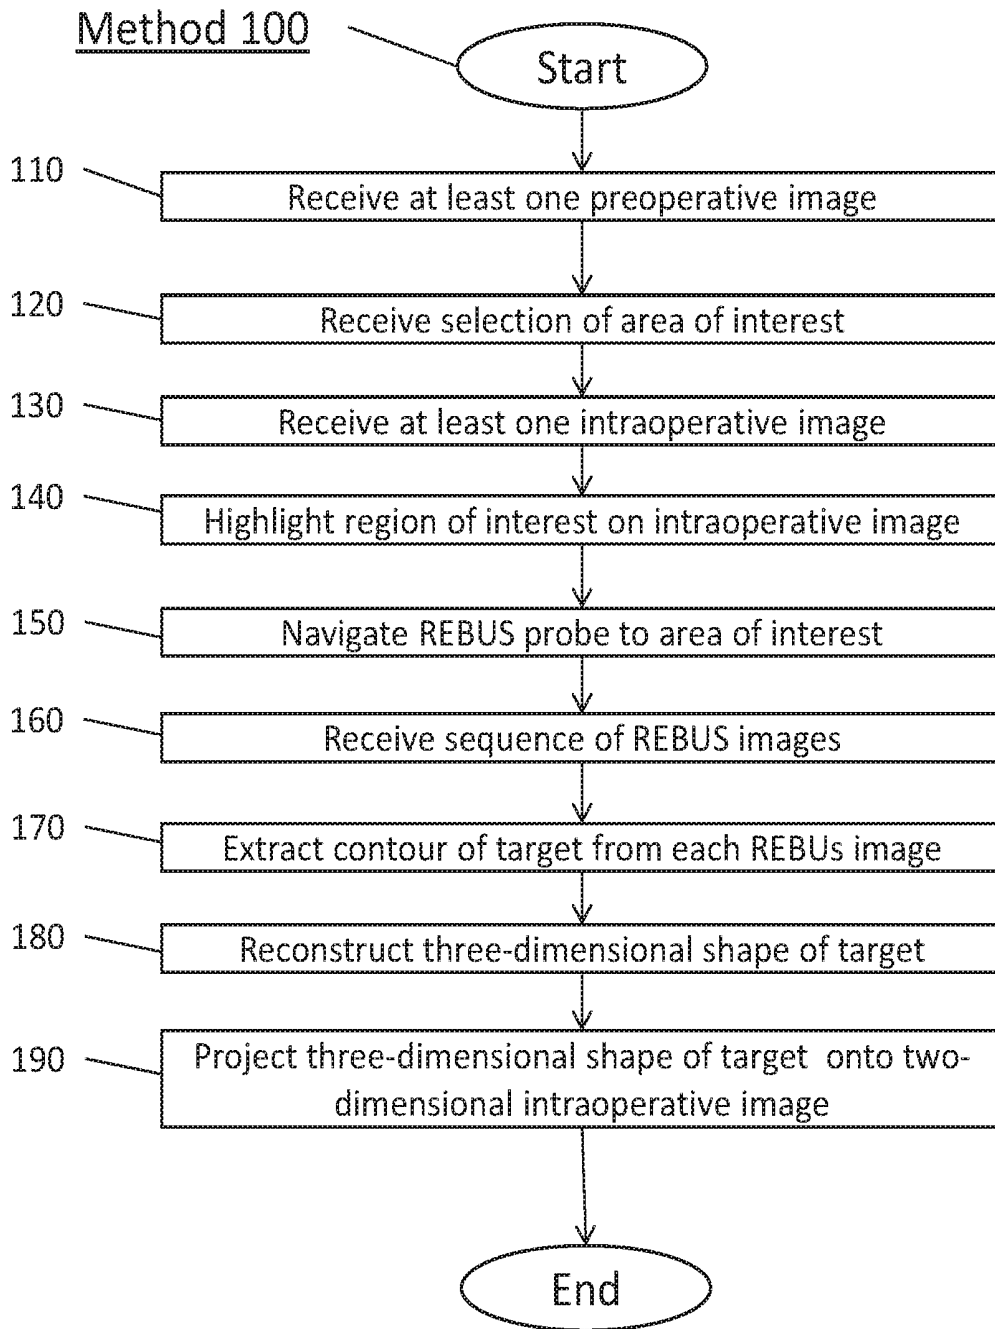 Method 100
Start
110
Receive at least one preoperative image
120
Receive selection of area of interest
130
Receive at least one intraoperative image
140
Highlight region of interest on intraoperative image
150
Navigate REBUS probe to area of interest
160
Receive sequence of REBUS images
170
Extract contour of target from each REBUs image
180
Reconstruct three-dimensional shape of target
190
Project three-dimensional shape of target onto two-
dimensional intraoperative image
End